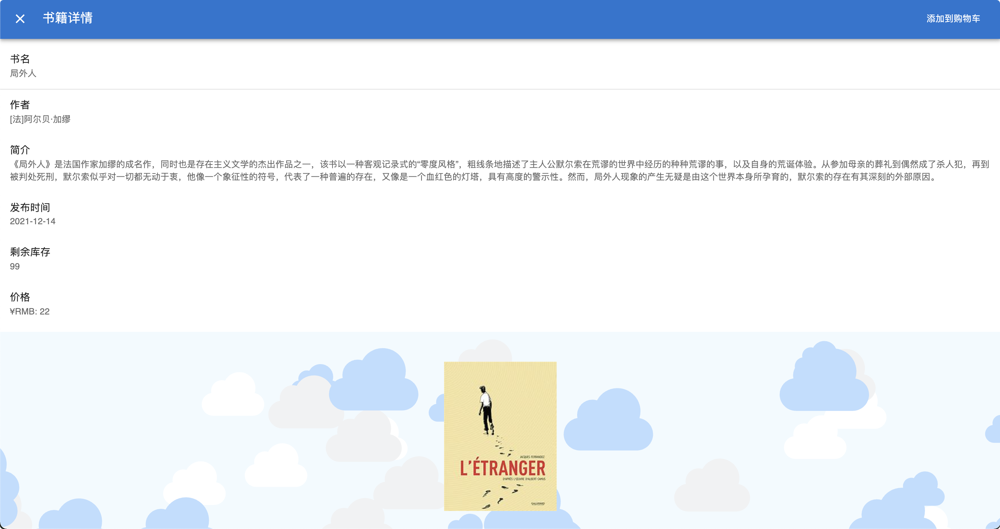 书籍详情
添加到购物车
书名
局外人
作者
[法]阿尔贝·加缪
简介
《局外人》是法国作家加缪的成名作，同时也是存在主义文学的杰出作品之一，该书以一种客观记录式的“零度风格”，粗线条地描述了主人公默尔索在荒谬的世界中经历的种种荒谬的事，以及自身的荒诞体验。从参加母亲的葬礼到偶然成了杀人犯，再到
被判处死刑，默尔索似乎对一切都无动于衷，他像一个象征性的符号，代表了一种普遍的存在，又像是一个血红色的灯塔，具有高度的警示性。然而，局外人现象的产生无疑是由这个世界本身所孕育的，默尔索的存在有其深刻的外部原因。
发布时间
2021-12-14
剩余库存
99
价格
¥RMB: 22
JACQUES FERRANDEZ
L'ÉTRANGER
D'APRÈS L'ŒUVRE D'ALBERT CAMUS
GALLIMARD